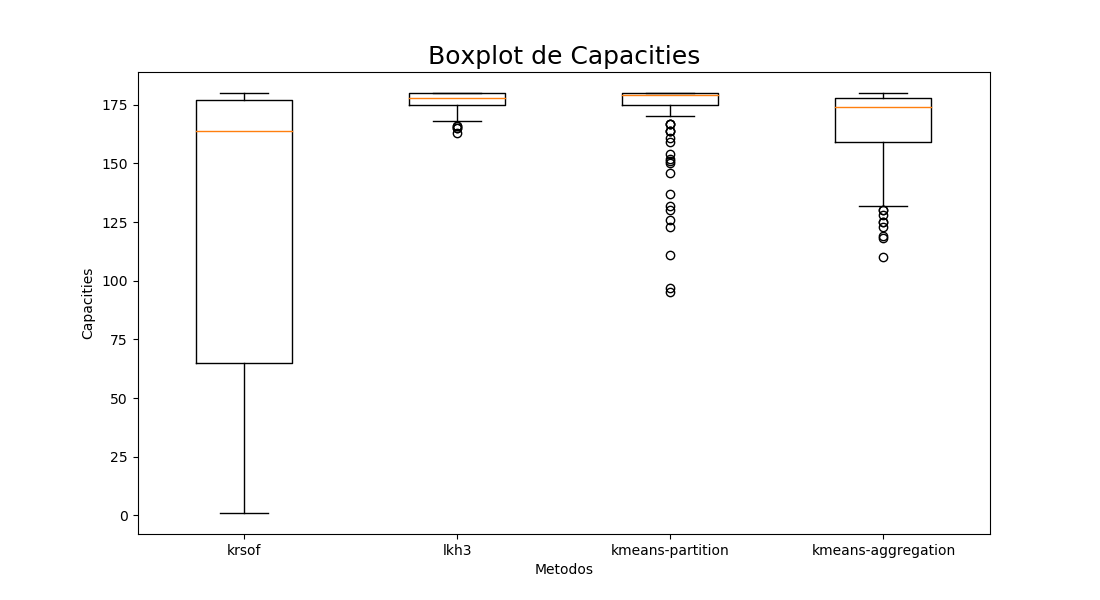 Boxplot de Capacities
175
150
125
100
75
50
25
0
Capacities
krsof
lkh3
kmeans-partition
kmeans-aggregation
Metodos